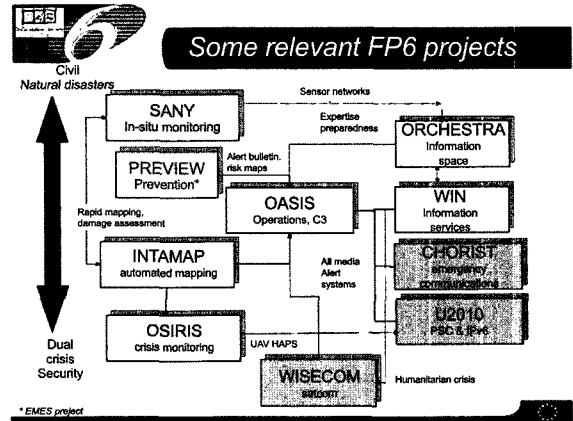 Some relevant FP6 projects
Civil
Natural disasters
Sensor networks
SANY
In-situ monitoring
Expertise
preparedness
ORCHESTRA
Information
space
PREVIEW
Prevention*
Alert bulletin,
risk maps
OASIS
Operations, C3
WIN
Information
services
Rapid mapping,
damage assessment
INTAMAP
automated mapping
All media
Alert
systems
CHORIST
emergency
communications
U2010
PSC & IPv6
OSIRIS
crisis monitoring
UAV HAPS
Dual
crisis
Security
WISECOM
satcom
Humanitarian crisis
* EMES project